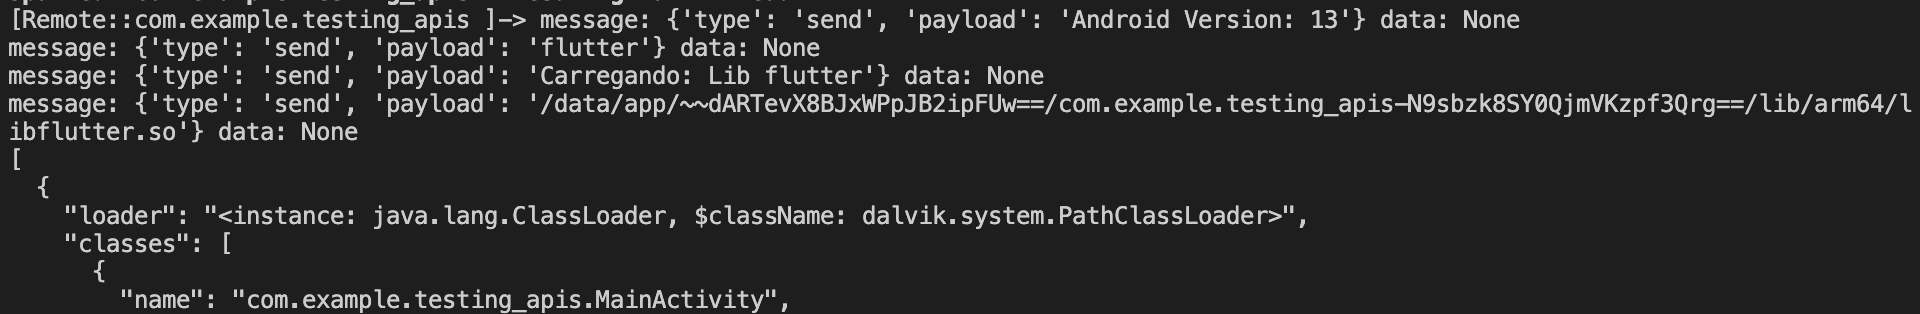 [Remote::com.example.testing_apis ]-> message: {'type': 'send', 'payload': 'Android Version: 13'} data: None
message: {'type': 'send', 'payload': 'flutter'} data: None
message: {'type': 'send', 'payload': 'Carregando: Lib flutter'} data: None
message: {'type': 'send', 'payload': '/data/app/~~dARTevX8BJxWPpJB2ipFUw==/com.example.testing_apis-N9sbzk8SY0QjmVKzpf3Qrg==/lib/arm64/l
ibflutter.so'} data: None
[
  {
    "loader": "<instance: java.lang.ClassLoader, $className: dalvik.system.PathClassLoader>",
    "classes": [
      {
        "name": "com.example.testing_apis.MainActivity",